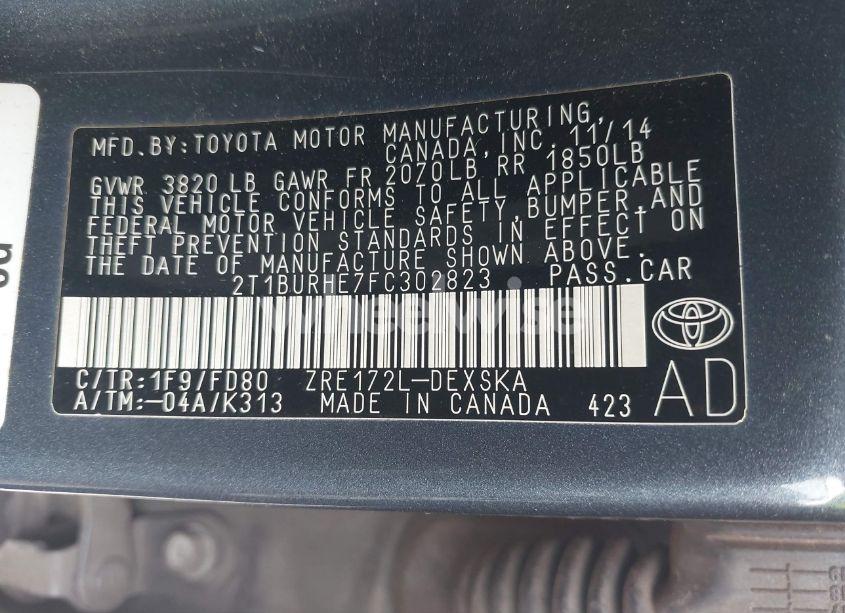 MFD.BY:TOYOTA MOTOR MANUFACTURING,
CANADA,INC. 11/14
GVWR 3820 LB GAWR FR 2070LB RR 1850LB
THIS VEHICLE CONFORMS TO ALL APPLICABLE
FEDERAL MOTOR VEHICLE SAFETY,BUMPER,AND
THEFT PREVENTION STANDARDS IN EFFECT ON
THE DATE OF MANUFACTURE SHOWN ABOVE.
2T1BURHE7FC302823 PASS.CAR
wheelwise
C/TR:1F9/FD80 ZRE172L-DEXSKA
A/TM:-04A/K313 MADE IN CANADA 423
AD